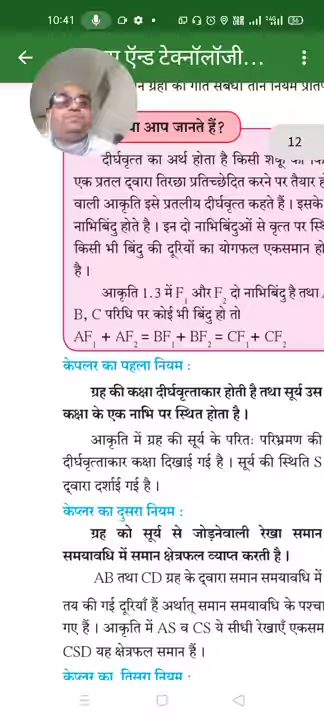 10:41
56
ऍन्ड टेक्नॉलॉजी...
12
आप जानते हैं?
दीर्घवृत्त का अर्थ होता है किसी शंकू
एक प्रतल द्वारा तिरछा प्रतिच्छेदित करने पर तैयार
वाली आकृति इसे प्रतलीय दीर्घवृत्त कहते हैं। इसके
नाभिबिंदु होते है। इन दो नाभिबिंदुओं से वृत्त पर
किसी भी बिंदु की दूरियों का योगफल एकसमान
है।
आकृति 1.3 में F1 और F2 दो नाभिबिंदु है तथा
B, C परिधि पर कोई भी बिंदु हो तो
AF1 + AF2 = BF1 + BF2 = CF1 + CF2
केपलर का पहला नियम :
ग्रह की कक्षा दीर्घवृत्ताकार होती है तथा सूर्य उस
कक्षा के एक नाभि पर स्थित होता है।
आकृति में ग्रह की सूर्य के परितः परिभ्रमण की
दीर्घवृत्ताकार कक्षा दिखाई गई है। सूर्य की स्थिति S
द्वारा दर्शाई गई है।
केप्लर का दुसरा नियम :
ग्रह को सूर्य से जोड़नेवाली रेखा समान
समयावधि में समान क्षेत्रफल व्याप्त करती है।
AB तथा CD ग्रह के द्वारा समान समयावधि में
तय की गई दूरियाँ हैं अर्थात् समान समयावधि के
गए हैं। आकृति में AS व CS ये सीधी रेखाएँ
CSD यह क्षेत्रफल समान हैं।
केप्लर का तिसरा नियम :